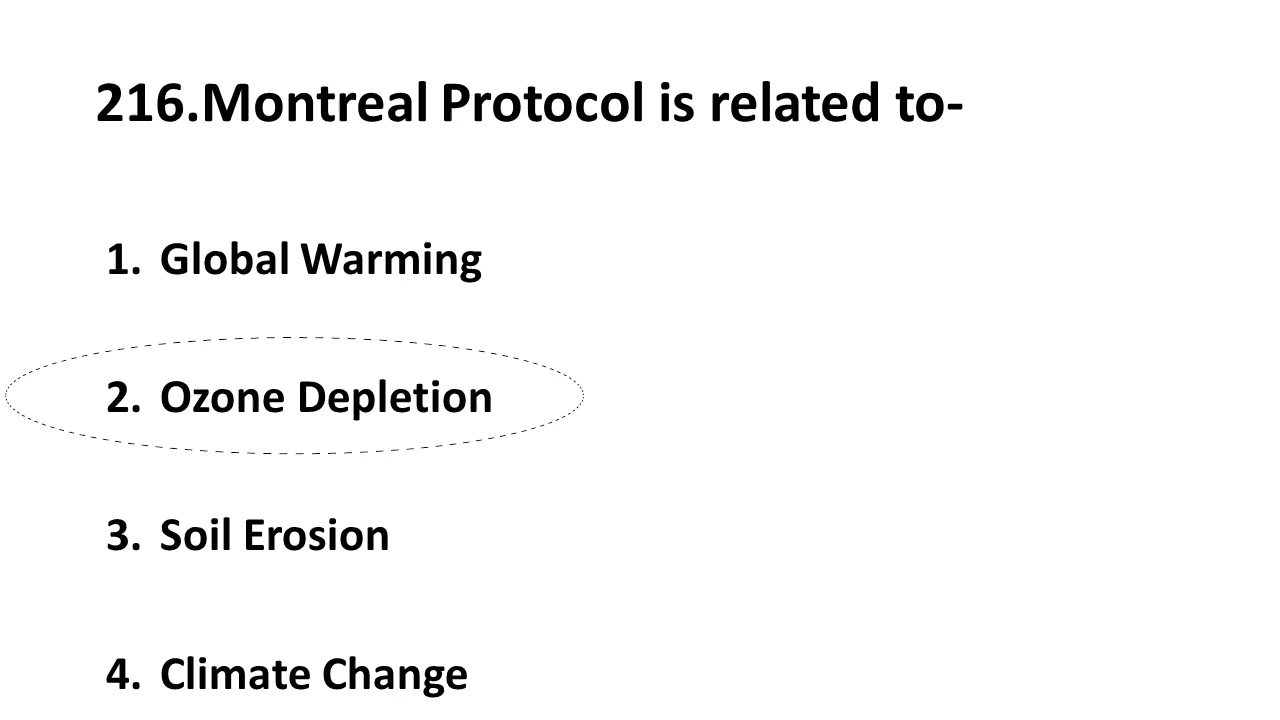 216.Montreal Protocol is related to-
1. Global Warming
2. Ozone Depletion
3. Soil Erosion
4. Climate Change